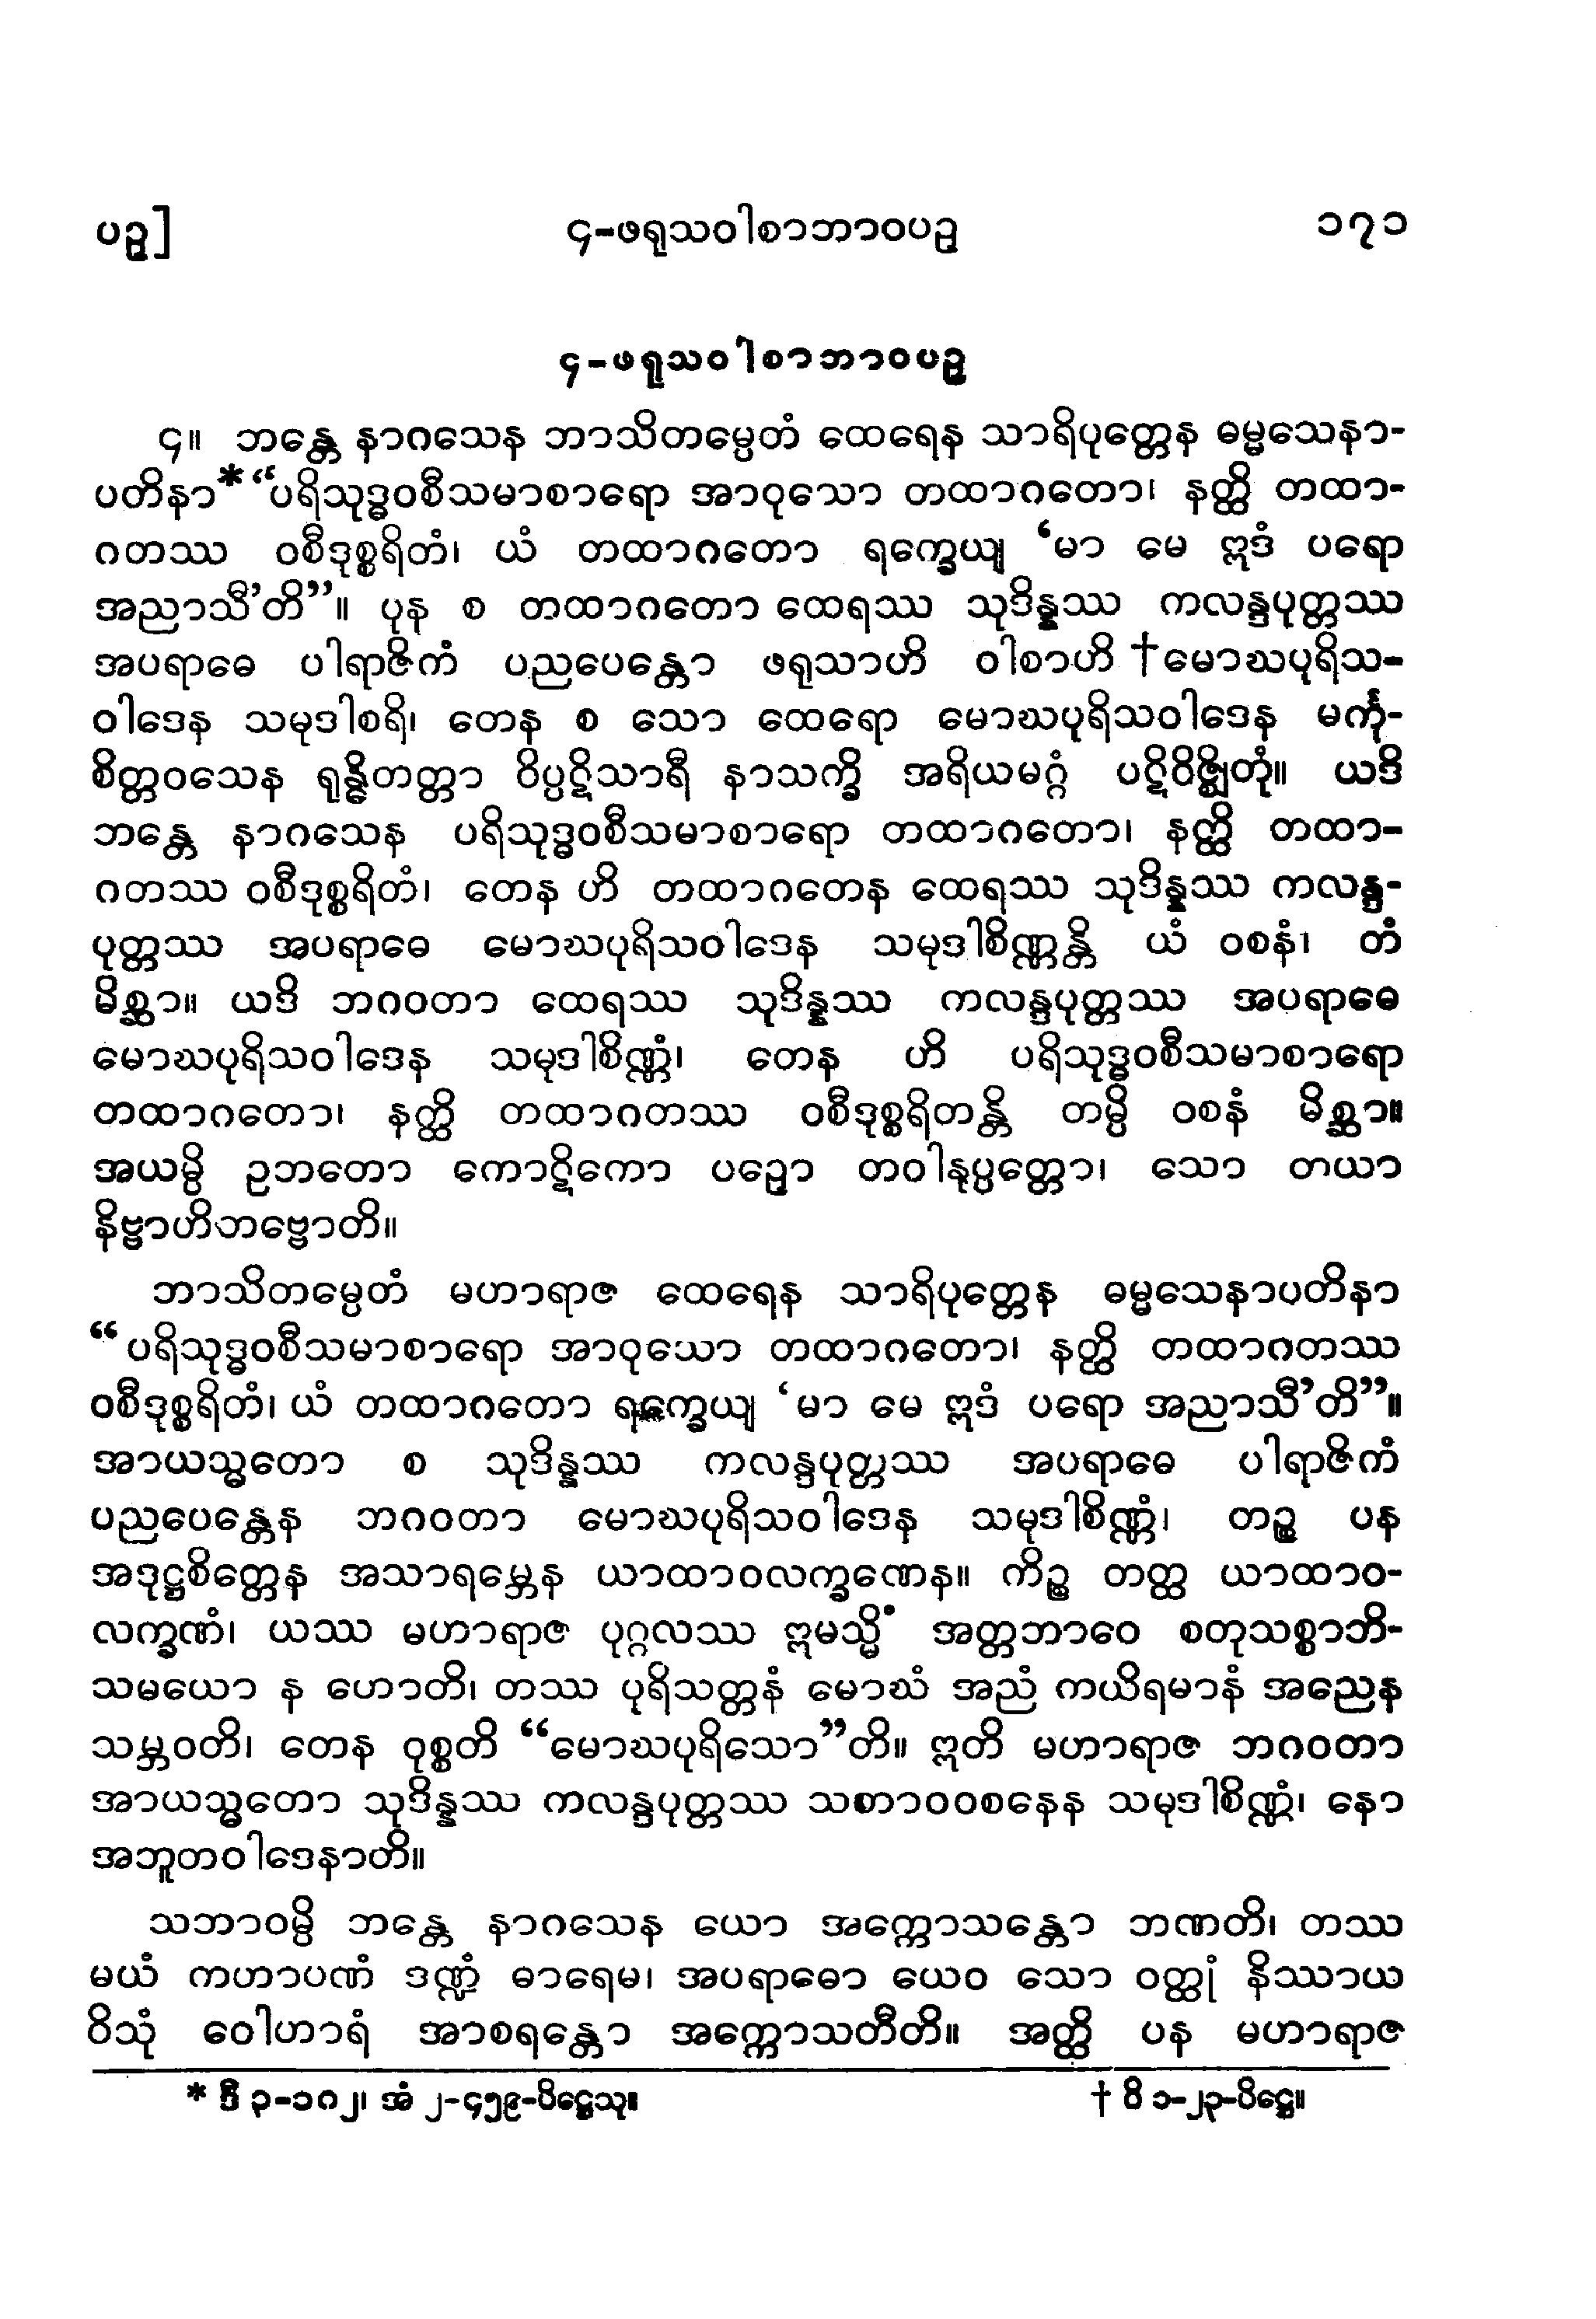 ပဥှ]
၄-ဖရုသဝါစာဘာဝပဥှ
၁၇၁
၄-ဖရုသဝါစာဘာဝပဥှ
၄။ ဘန္တေ နာဂသေန ဘာသိတမ္ပေတံ ထေရေန သာရိပုတ္တေန ဓမ္မသေနာ-
ပတိနာ* “ပရိသုဒ္ဓဝစီသမာစာရော အာဝုသော တထာဂတော၊ နတ္ထိ တထာ-
ဂတဿ ဝစီဒုစ္စရိတံ၊ ယံ တထာဂတော ရက္ခေယျ ‘မာ မေ ဣဒံ ပရော
အညာသီ’တိ”။ ပုန စ တထာဂတော ထေရဿ သုဒိန္နဿ ကလန္ဒပုတ္တဿ
အပရာဓေ ပါရာဇိကံ ပညပေန္တော ဖရုသာဟိ ဝါစာဟိ †မောဃပုရိသ-
ဝါဒေန သမုဒါစရိ၊ တေန စ သော ထေရော မောဃပုရိသဝါဒေန မင်္ကု-
စိတ္တဝသေန ရုန္ဓိတတ္တာ ဝိပ္ပဋိသာရီ နာသက္ခိ အရိယမဂ္ဂံ ပဋိဝိဇ္ဈိတုံ။ ယဒိ
ဘန္တေ နာဂသေန ပရိသုဒ္ဓဝစီသမာစာရော တထာဂတော၊ နတ္ထိ တထာ-
ဂတဿ ဝစီဒုစ္စရိတံ၊ တေန ဟိ တထာဂတေန ထေရဿ သုဒိန္နဿ ကလန္ဒ-
ပုတ္တဿ အပရာဓေ မောဃပုရိသဝါဒေန သမုဒါစိဏ္ဏန္တိ ယံ ဝစနံ၊ တံ
မိစ္ဆာ။ ယဒိ ဘဂဝတာ ထေရဿ သုဒိန္နဿ ကလန္ဒပုတ္တဿ အပရာဓေ
မောဃပုရိသဝါဒေန သမုဒါစိဏ္ဏံ၊ တေန ဟိ ပရိသုဒ္ဓဝစီသမာစာရော
တထာဂတော၊ နတ္ထိ တထာဂတဿ ဝစီဒုစ္စရိတန္တိ တမ္ပိ ဝစနံ မိစ္ဆာ။
အယမ္ပိ ဥဘတော ကောဋိကော ပဉှော တဝါနုပ္ပတ္တော၊ သော တယာ
နိဗ္ဗာဟိတဗ္ဗောတိ။
ဘာသိတမ္ပေတံ မဟာရာဇ ထေရေန သာရိပုတ္တေန ဓမ္မသေနာပတိနာ
“ပရိသုဒ္ဓဝစီသမာစာရော အာဝုသော တထာဂတော၊ နတ္ထိ တထာဂတဿ
ဝစီဒုစ္စရိတံ၊ ယံ တထာဂတော ရက္ခေယျ ‘မာ မေ ဣဒံ ပရော အညာသီ’တိ”။
အာယသ္မတော စ သုဒိန္နဿ ကလန္ဒပုတ္တဿ အပရာဓေ ပါရာဇိကံ
ပညပေန္တေန ဘဂဝတာ မောဃပုရိသဝါဒေန သမုဒါစိဏ္ဏံ၊ တဉ္စ ပန
အဒုဋ္ဌစိတ္တေန အသာရမ္ဘေန ယာထာဝလက္ခဏေန။ ကိဉ္စ တတ္ထ ယာထာဝ-
လက္ခဏံ၊ ယဿ မဟာရာဇ ပုဂ္ဂလဿ ဣမသ္မိံ အတ္တဘာဝေ စတုသစ္စာဘိ-
သမယော န ဟောတိ၊ တဿ ပုရိသတ္တနံ မောဃံ အညံ ကယိရမာနံ အညေန
သမ္ဘဝတိ၊ တေန ဝုစ္စတိ “မောဃပုရိသော”တိ။ ဣတိ မဟာရာဇ ဘဂဝတာ
အာယသ္မတော သုဒိန္နဿ ကလန္ဒပုတ္တဿ သဘာဝဝစနေန သမုဒါစိဏ္ဏံ၊ နော
အဘူတဝါဒေနာတိ။
သဘာဝမ္ပိ ဘန္တေ နာဂသေန ယော အက္ကောသန္တော ဘဏတိ၊ တဿ
မယံ ကဟာပဏံ ဒဏ္ဍံ ဓာရေမ၊ အပရာဓော ယေဝ သော ဝတ္ထုံ နိဿာယ
ဝိသုံ ဝေါဟာရံ အာစရန္တော အက္ကောသတီတိ။ အတ္ထိ ပန မဟာရာဇ
* ဒီ ၃-၁၈၂၊ အံ ၂-၄၅၉-ပိဋ္ဌေသု။
† ဝိ ၁-၂၃-ပိဋ္ဌေ။